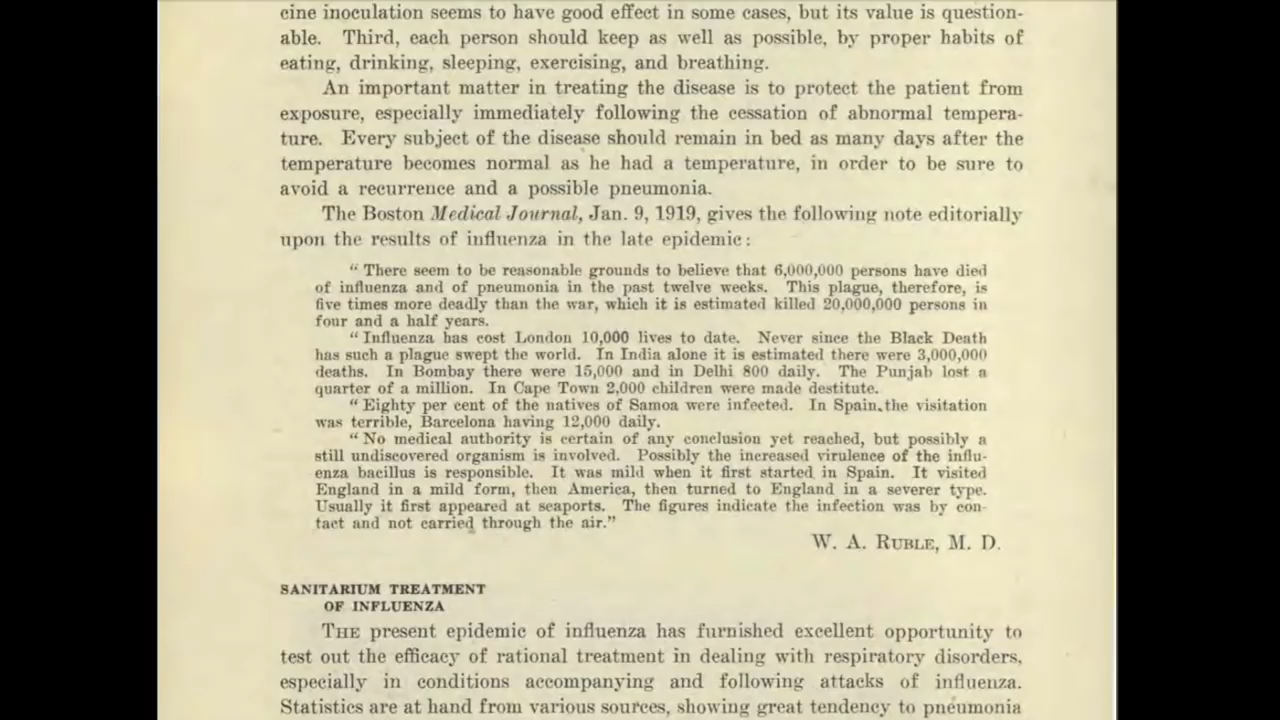 cine inoculation seems to have good effect in some cases, but its value is question-
able. Third, each person should keep as well as possible, by proper habits of
eating, drinking, sleeping, exercising, and breathing.
An important matter in treating the disease is to protect the patient from
exposure, especially immediately following the cessation of abnormal tempera-
ture. Every subject of the disease should remain in bed as many days after the
temperature becomes normal as he had a temperature, in order to be sure to
avoid a recurrence and a possible pneumonia.
The Boston Medical Journal, Jan. 9, 1919, gives the following note editorially
upon the results of influenza in the late epidemic:
" There seem to be reasonable grounds to believe that 6,000,000 persons have died
of influenza and of pneumonia in the past twelve weeks. This plague, therefore, is
five times more deadly than the war, which it is estimated killed 20,000,000 persons in
four and a half years.
" Influenza has cost London 10,000 lives to date. Never since the Black Death
has such a plague swept the world. In India alone it is estimated there were 3,000,000
deaths. In Bombay there were 15,000 and in Delhi 800 daily. The Punjab lost a
quarter of a million. In Cape Town 2,000 children were made destitute.
" Eighty per cent of the natives of Samoa were infected. In Spain, the visitation
was terrible, Barcelona having 12,000 daily.
" No medical authority is certain of any conclusion yet reached, but possibly a
still undiscovered organism is involved. Possibly the increased virulence of the influ-
enza bacillus is responsible. It was mild when it first started in Spain. It visited
England in a mild form, then America, then turned to England in a severer type.
Usually it first appeared at seaports. The figures indicate the infection was by con-
tact and not carried through the air."
W. A. RUBLE, M. D.
SANITARIUM TREATMENT
OF INFLUENZA
THE present epidemic of influenza has furnished excellent opportunity to
test out the efficacy of rational treatment in dealing with respiratory disorders,
especially in conditions accompanying and following attacks of influenza.
Statistics are at hand from various sources, showing great tendency to pneumonia